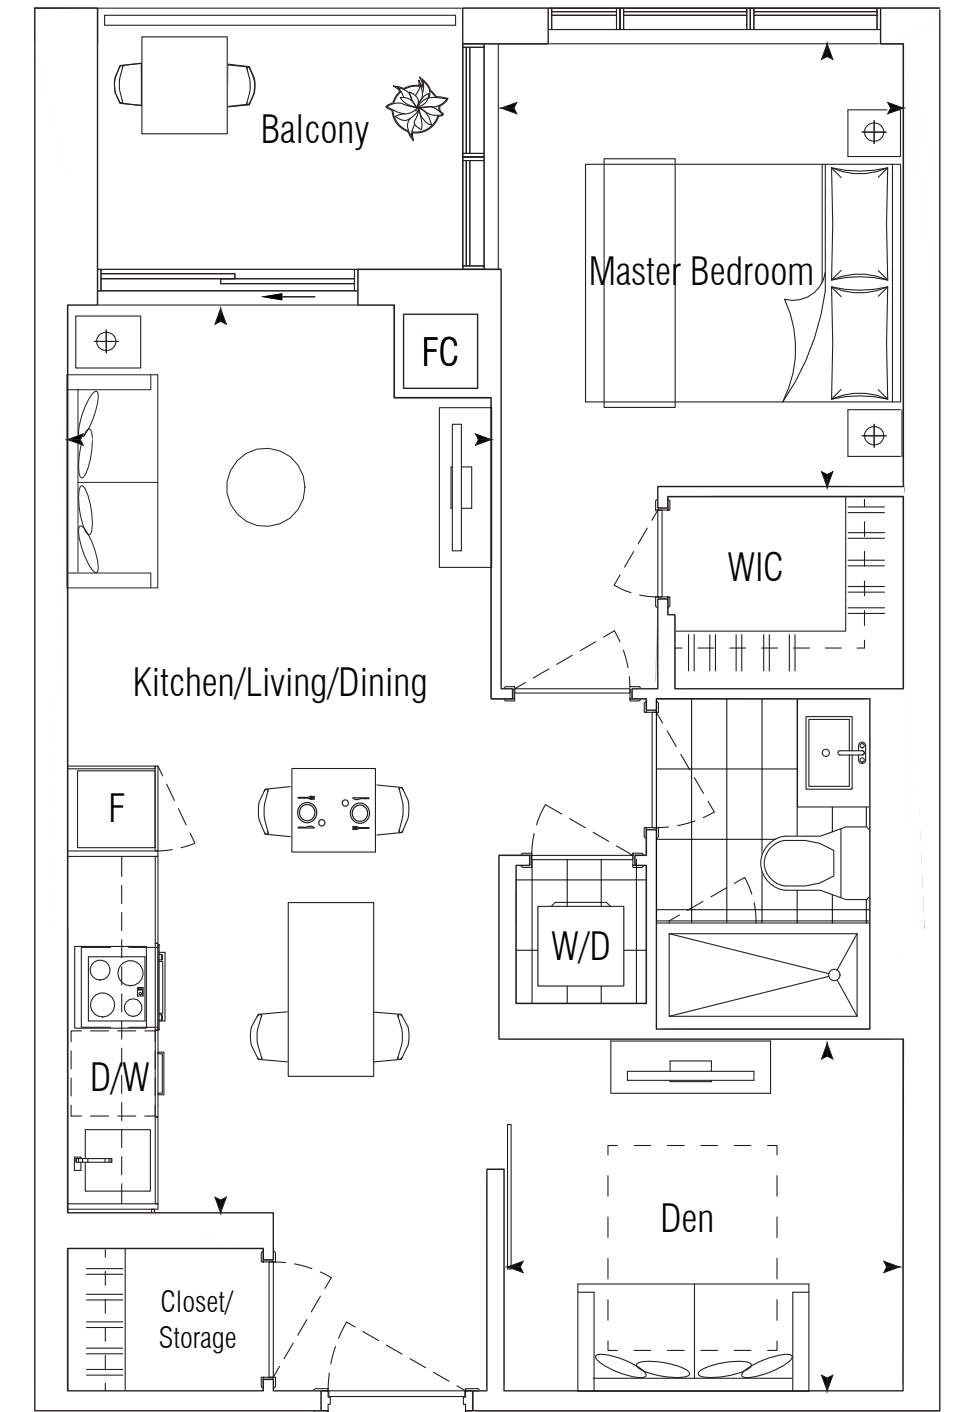 Balcony
Master Bedroom
FC
WIC
Kitchen/Living/Dining
F
W/D
D/W
Den
Closet/
Storage